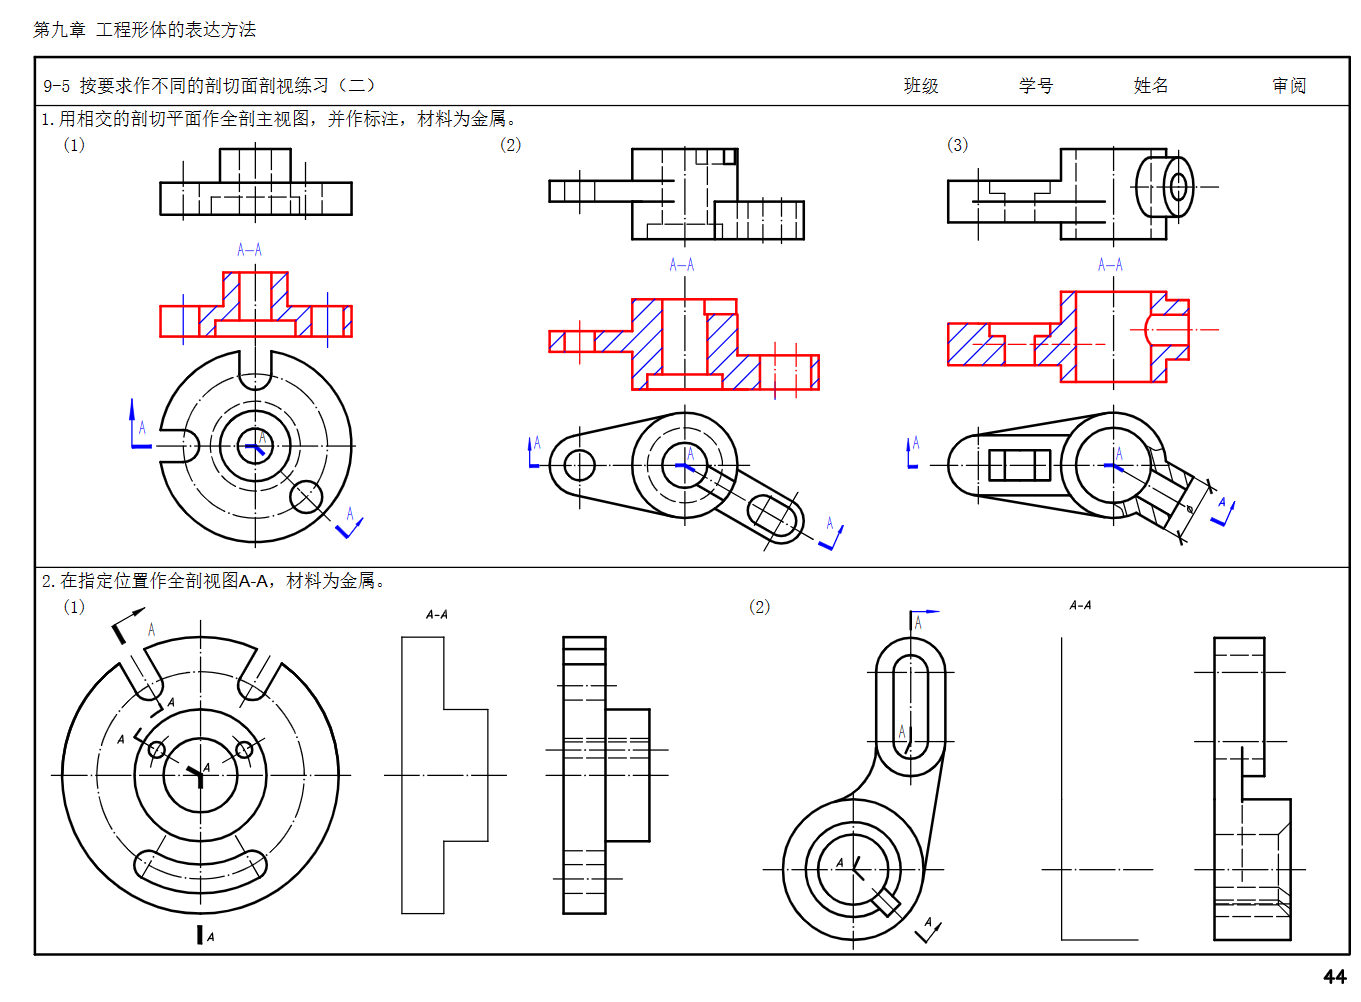 第九章 工程形体的表达方法
9-5 按要求作不同的剖切面剖视练习（二） 班级 学号 姓名 审阅
1.用相交的剖切平面作全剖主视图，并作标注，材料为金属。
(1) (2) (3)
A-A A-A A-A
A A A A A A A A A
2.在指定位置作全剖视图A-A，材料为金属。
(1) A-A (2) A-A
A A A A A
A A A A
44